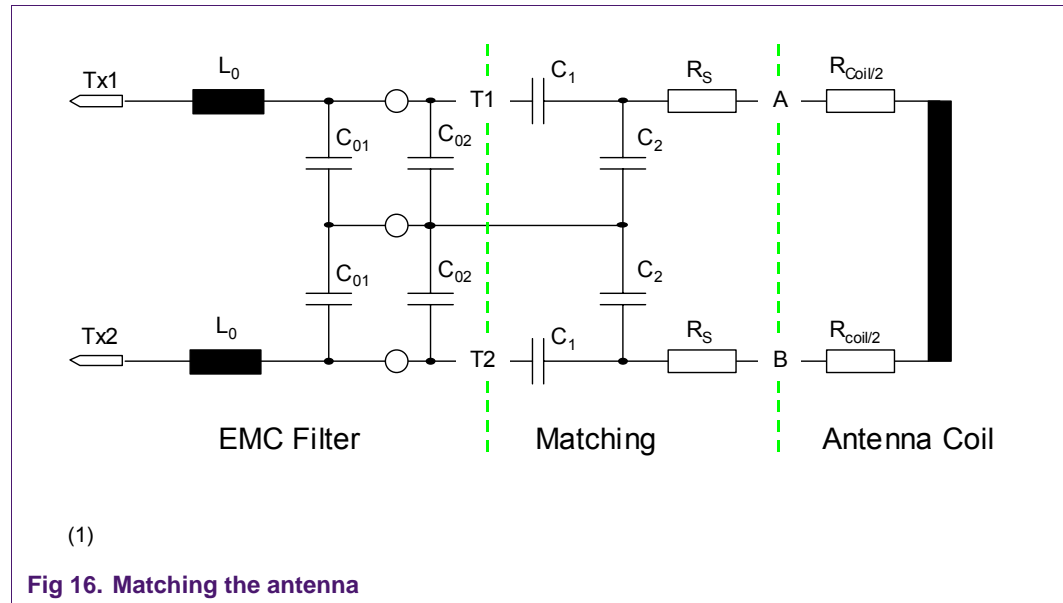 Tx1
L0
C1
RS
RCoil/2
T1
A
C01
C02
C2
C01
C02
C2
Tx2
L0
C1
RS
Rcoil/2
T2
B
EMC Filter
Matching
Antenna Coil
(1)
Fig 16. Matching the antenna